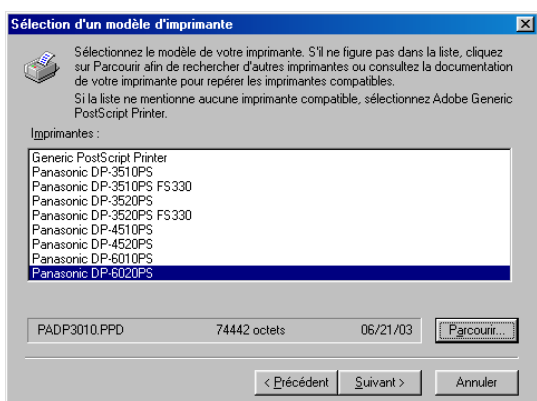 Sélection d'un modèle d'imprimante
Sélectionnez le modèle de votre imprimante. S'il ne figure pas dans la liste, cliquez
sur Parcourir afin de rechercher d'autres imprimantes ou consultez la documentation
de votre imprimante pour repérer les imprimantes compatibles.
Si la liste ne mentionne aucune imprimante compatible, sélectionnez Adobe Generic
PostScript Printer.
Imprimantes :
Generic PostScript Printer
Panasonic DP-3510PS
Panasonic DP-3510PS FS330
Panasonic DP-3520PS
Panasonic DP-3520PS FS330
Panasonic DP-4510PS
Panasonic DP-4520PS
Panasonic DP-6010PS
Panasonic DP-6020PS
PADP3010.PPD 74442 octets 06/21/03 Parcourir...
< Précédent Suivant > Annuler